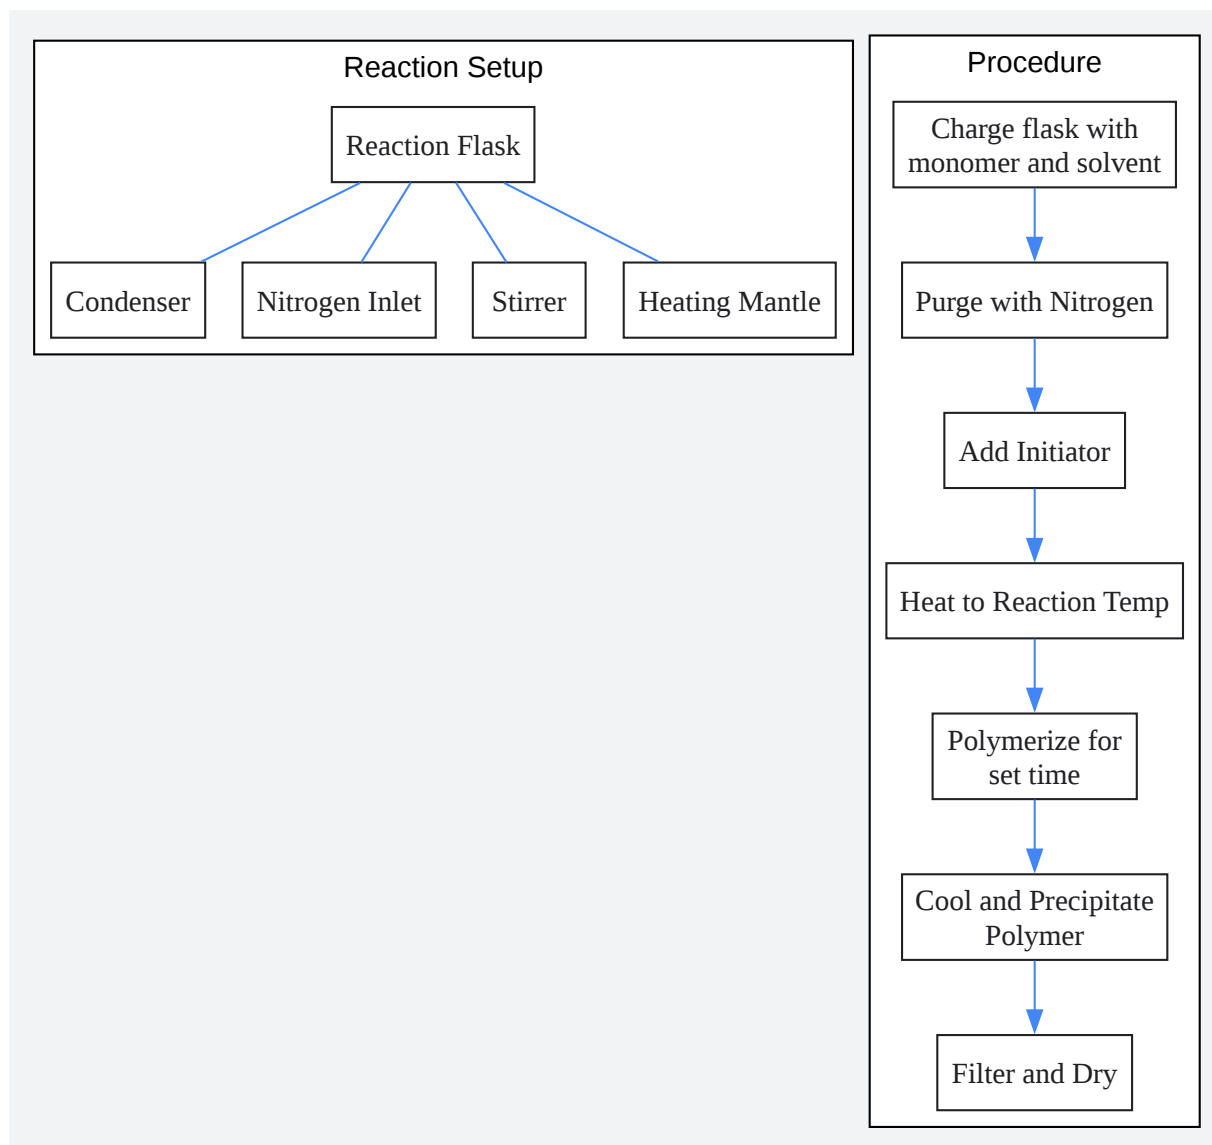 Reaction Setup
Reaction Flask
Condenser
Nitrogen Inlet
Stirrer
Heating Mantle
Procedure
Charge flask with
monomer and solvent
Purge with Nitrogen
Add Initiator
Heat to Reaction Temp
Polymerize for
set time
Cool and Precipitate
Polymer
Filter and Dry